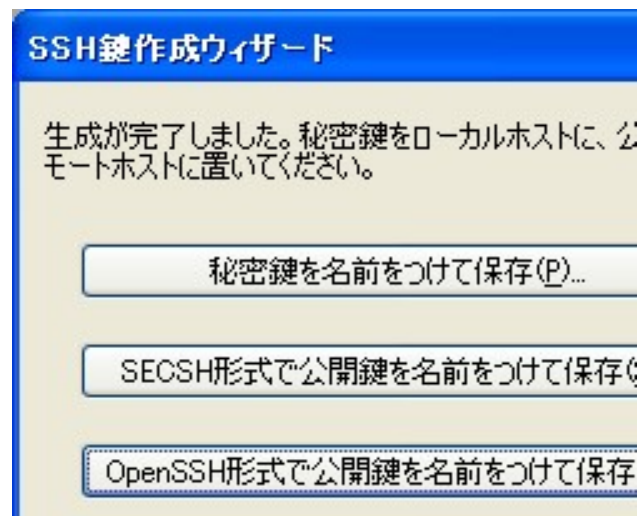 SSH鍵作成ウィザード
生成が完了しました。秘密鍵をローカルホストに、公
モートホストに置いてください。
秘密鍵を名前をつけて保存(P)...
SECSH形式で公開鍵を名前をつけて保存(
OpenSSH形式で公開鍵を名前をつけて保存